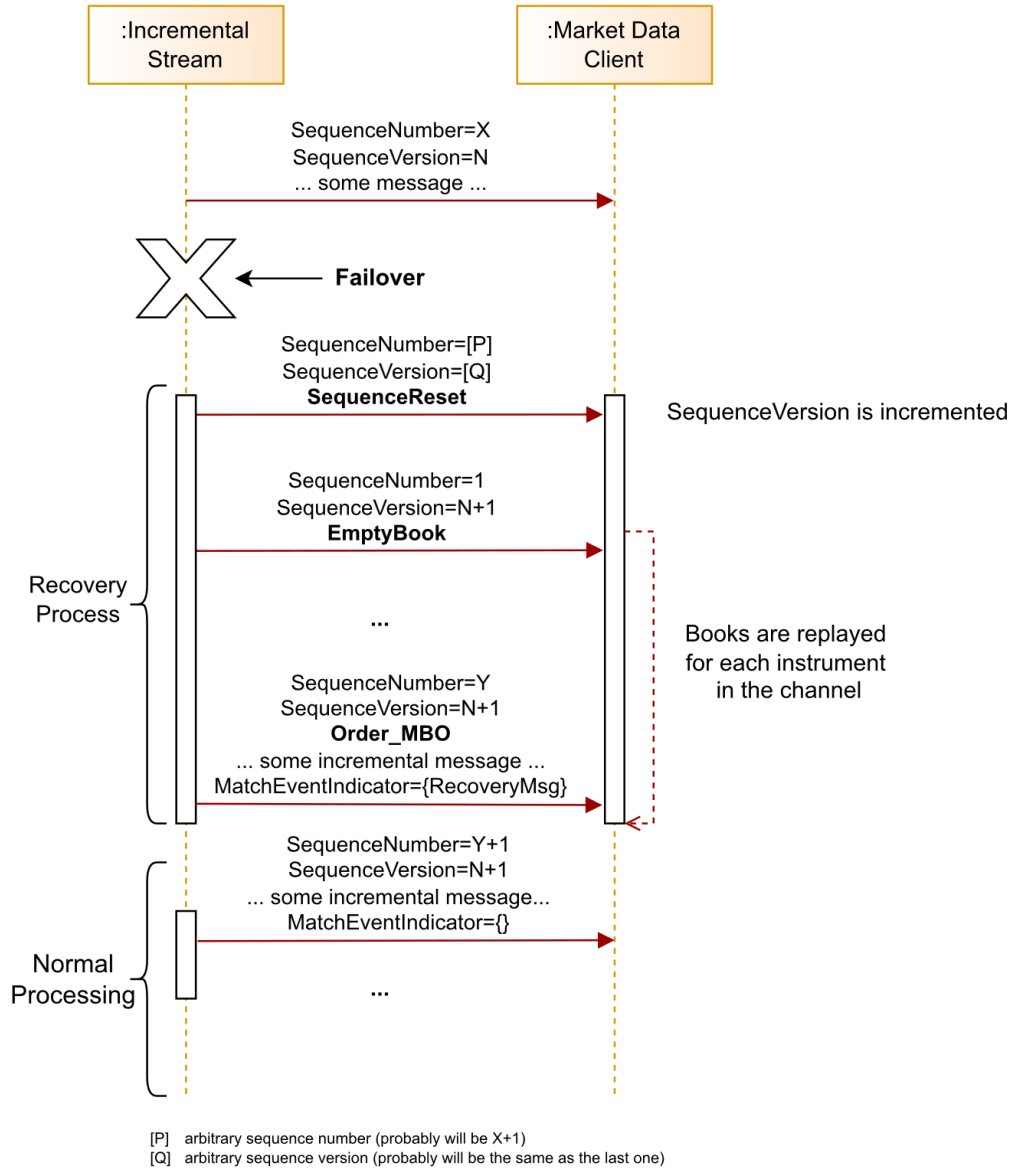 :Incremental
Stream
:Market Data
Client
SequenceNumber=X
SequenceVersion=N
... some message ...
Failover
SequenceNumber=[P]
SequenceVersion=[Q]
SequenceReset
SequenceVersion is incremented
SequenceNumber=1
SequenceVersion=N+1
EmptyBook
Recovery
Process
...
Books are replayed
for each instrument
in the channel
SequenceNumber=Y
SequenceVersion=N+1
Order_MBO
... some incremental message ...
MatchEventIndicator={RecoveryMsg}
SequenceNumber=Y+1
SequenceVersion=N+1
... some incremental message...
MatchEventIndicator={}
Normal
Processing
...
[P] arbitrary sequence number (probably will be X+1)
[Q] arbitrary sequence version (probably will be the same as the last one)